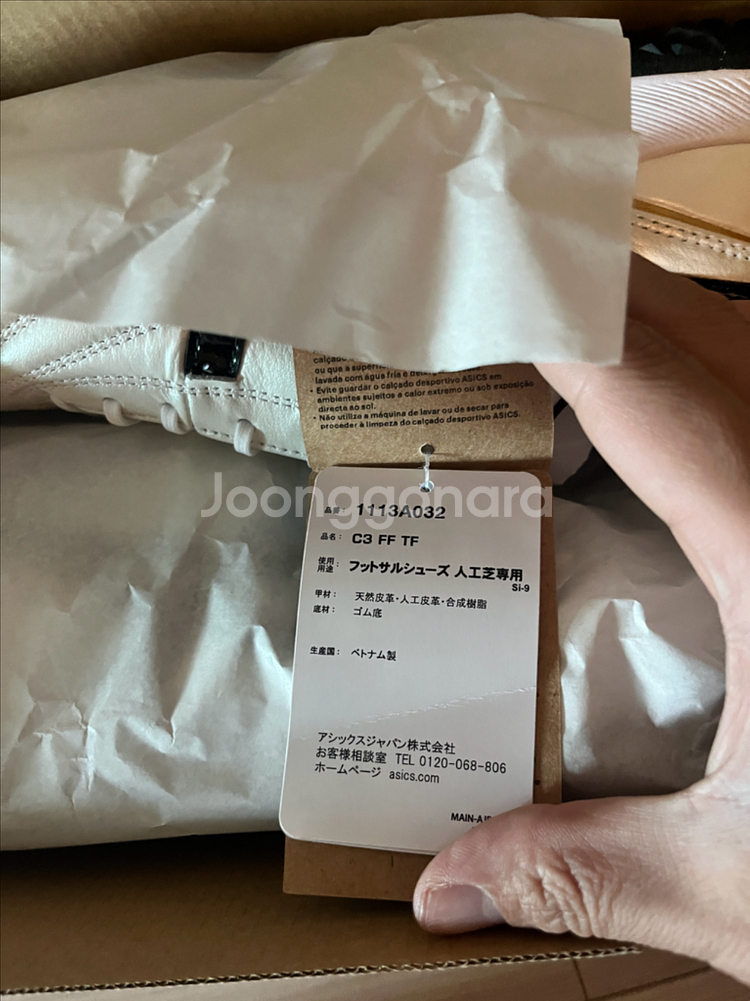 calçado
ou que a superfí
lavada com água fria e
• Evite guardar o calçado desportivo ASICS em
ambientes sujeitos a calor extremo ou sob exposição
directa ao sol.
• Não utilize a máquina de lavar ou de secar para
proceder à limpeza do calçado desportivo ASICS.
Joonggonara
品番: 1113A032
品名: C3 FF TF
使用用途: フットサルシューズ 人工芝専用
Si-9
甲材: 天然皮革・人工皮革・合成樹脂
底材: ゴム底
生産国: ベトナム製
アシックスジャパン株式会社
お客様相談室 TEL 0120-068-806
ホームページ asics.com